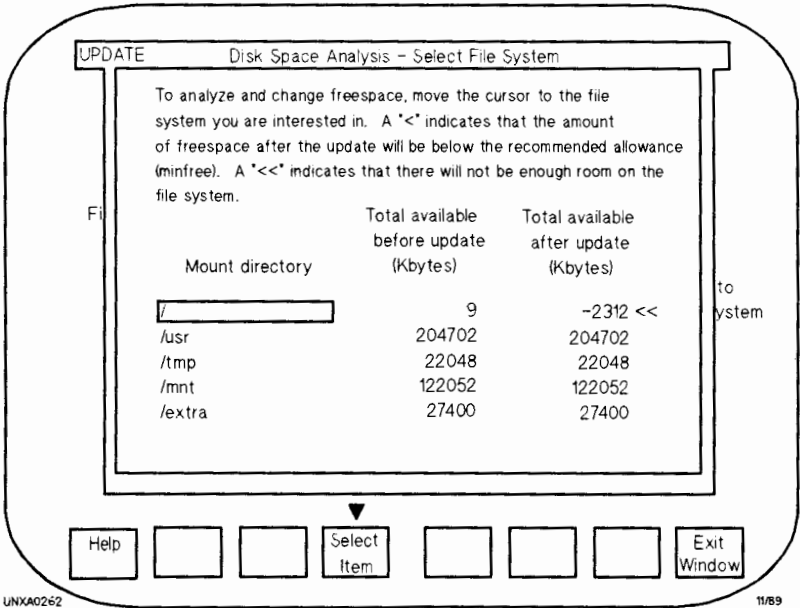 UPDATE Disk Space Analysis - Select File System
To analyze and change freespace, move the cursor to the file
system you are interested in. A "<" indicates that the amount
of freespace after the update will be below the recommended allowance
(minfree). A "<<" indicates that there will not be enough room on the
file system.
Fi
Total available Total available
before update after update
Mount directory (Kbytes) (Kbytes)
to
/ 9 -2312 << ystem
/usr 204702 204702
/tmp 22048 22048
/mnt 122052 122052
/extra 27400 27400
Help Select Item Exit Window
UNXA0262 11/89